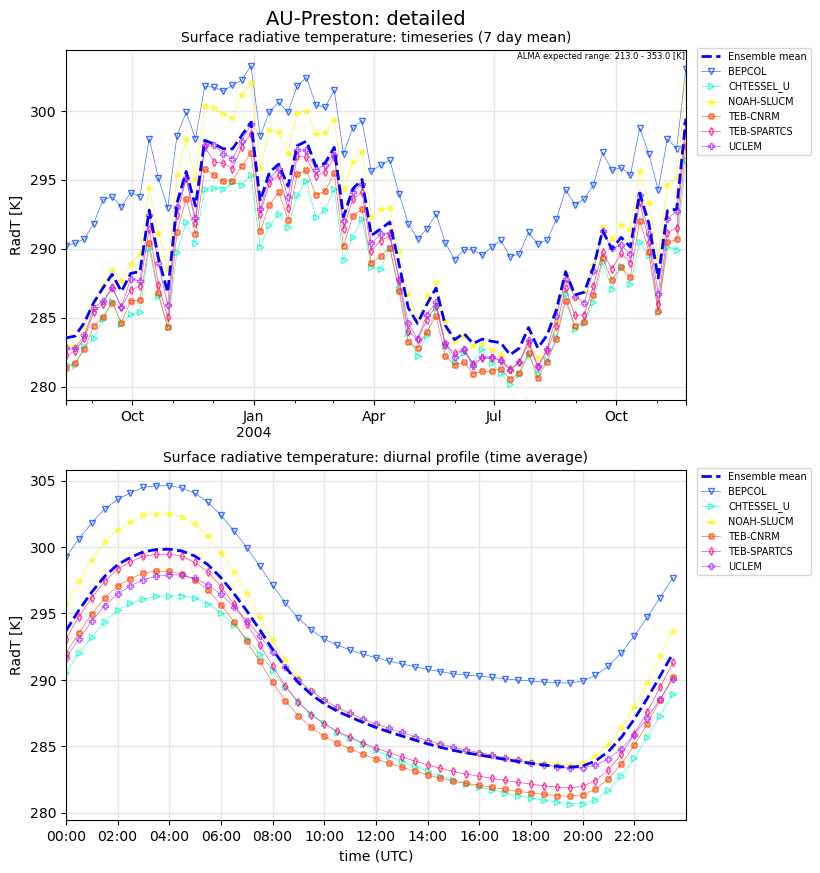 AU-Preston: detailed
Surface radiative temperature: timeseries (7 day mean)
ALMA expected range: 213.0 - 353.0 [K]
RadT [K]
300
295
290
285
280
Oct
Jan
2004
Apr
Jul
Oct
Ensemble mean
BEPCOL
CHTESSEL_U
NOAH-SLUCM
TEB-CNRM
TEB-SPARTCS
UCLEM
Surface radiative temperature: diurnal profile (time average)
RadT [K]
305
300
295
290
285
280
00:00
02:00
04:00
06:00
08:00
10:00
12:00
14:00
16:00
18:00
20:00
22:00
time (UTC)
Ensemble mean
BEPCOL
CHTESSEL_U
NOAH-SLUCM
TEB-CNRM
TEB-SPARTCS
UCLEM